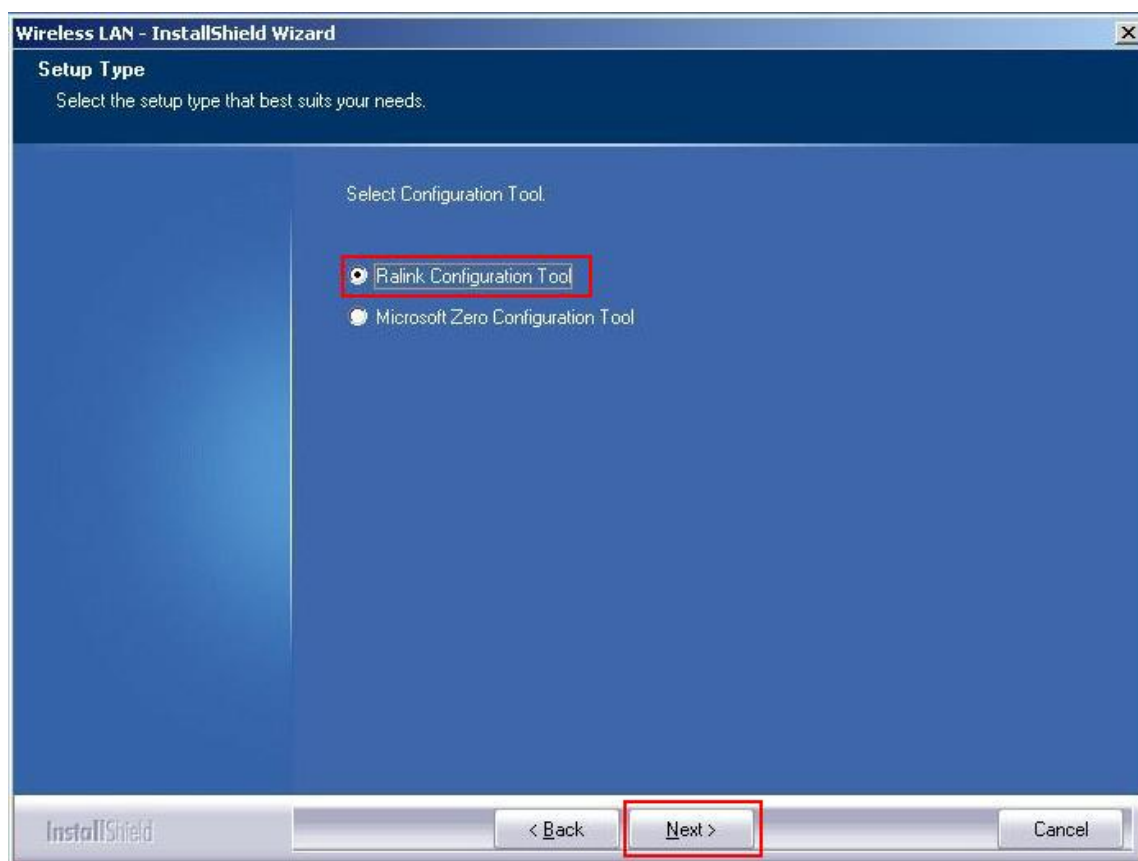 Wireless LAN - InstallShield Wizard
Setup Type
Select the setup type that best suits your needs.
Select Configuration Tool.
Ralink Configuration Tool
Microsoft Zero Configuration Tool
InstallShield
< Back
Next >
Cancel